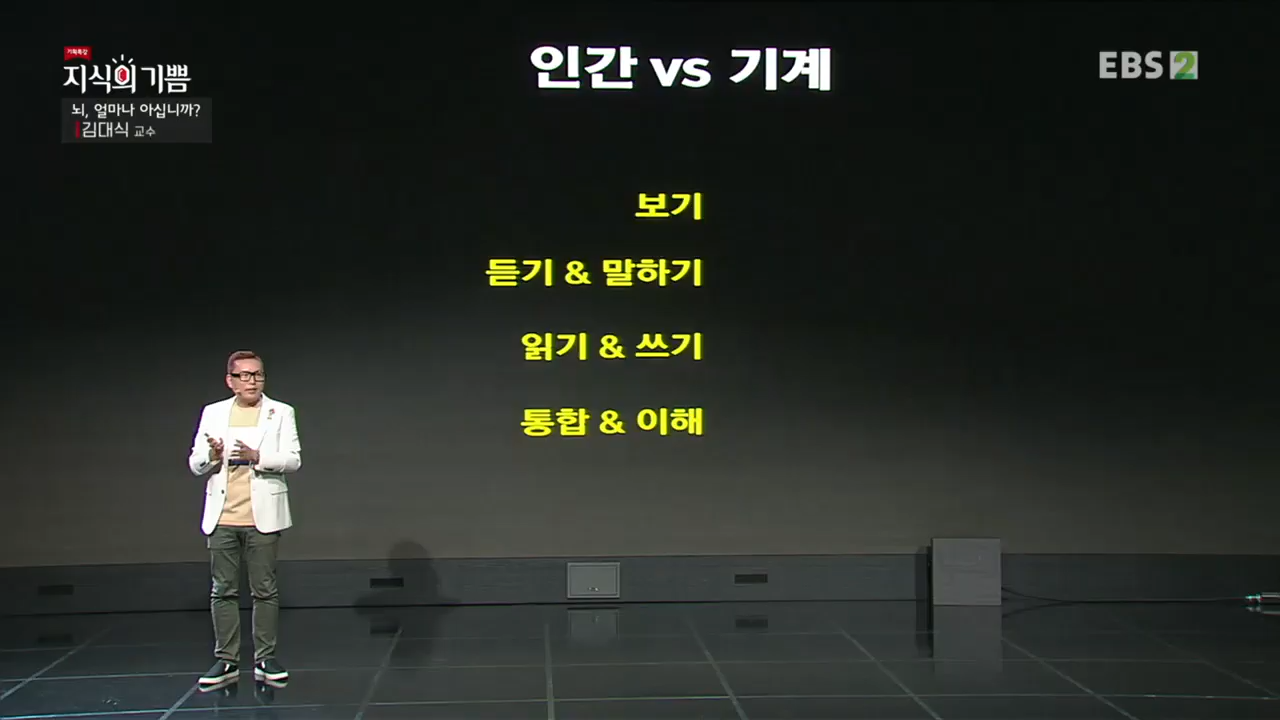 기획특강
지식의 기쁨
뇌, 얼마나 아십니까?
김대식 교수
인간 vs 기계
EBS 2
보기
듣기 & 말하기
읽기 & 쓰기
통합 & 이해